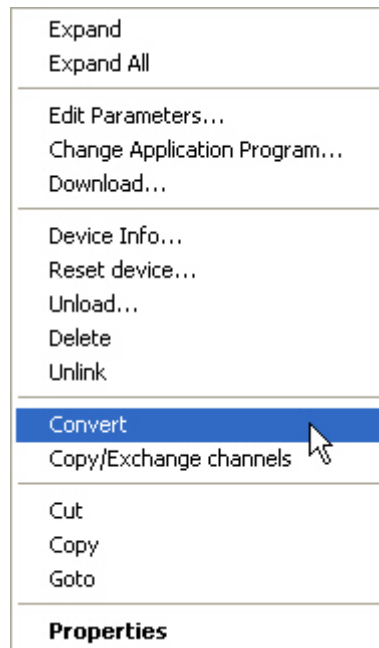 Expand
Expand All
Edit Parameters...
Change Application Program...
Download...
Device Info...
Reset device...
Unload...
Delete
Unlink
Convert
Copy/Exchange channels
Cut
Copy
Goto
Properties